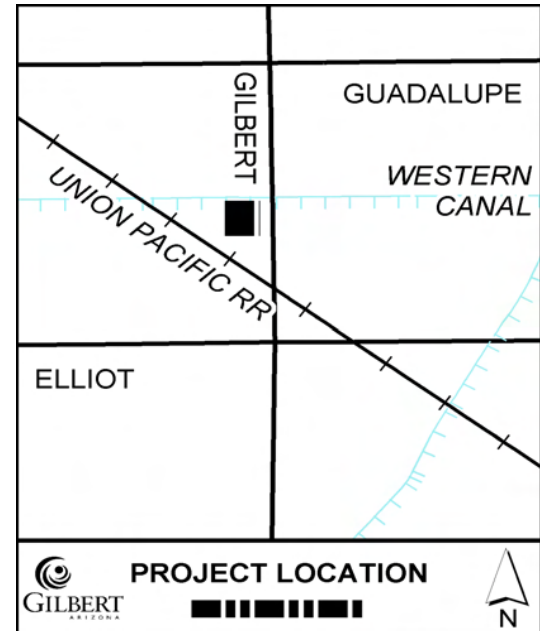 GILBERT
GUADALUPE
WESTERN
CANAL
UNION PACIFIC RR
ELLIOT
PROJECT LOCATION
GILBERT
ARIZONA
N